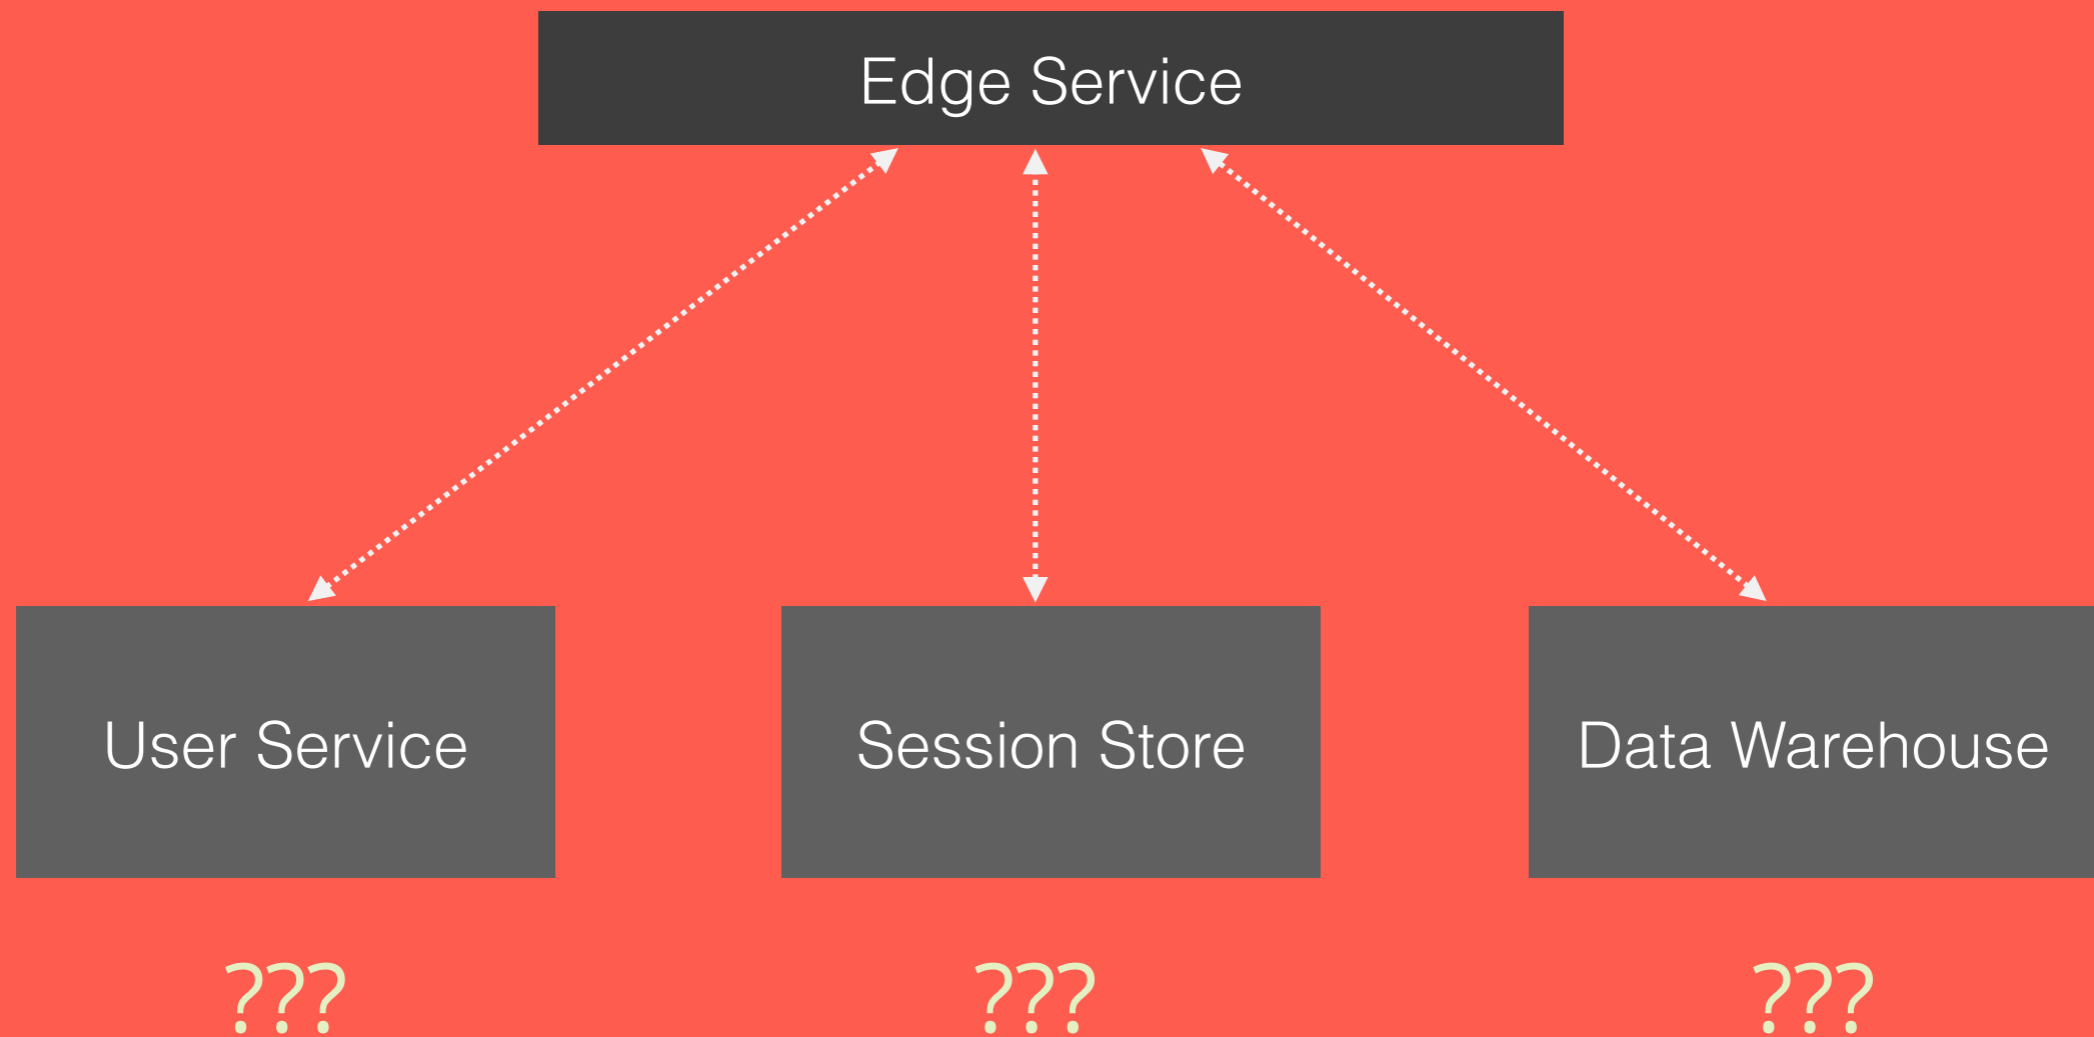 Edge Service
User Service
Session Store
Data Warehouse
???
???
???